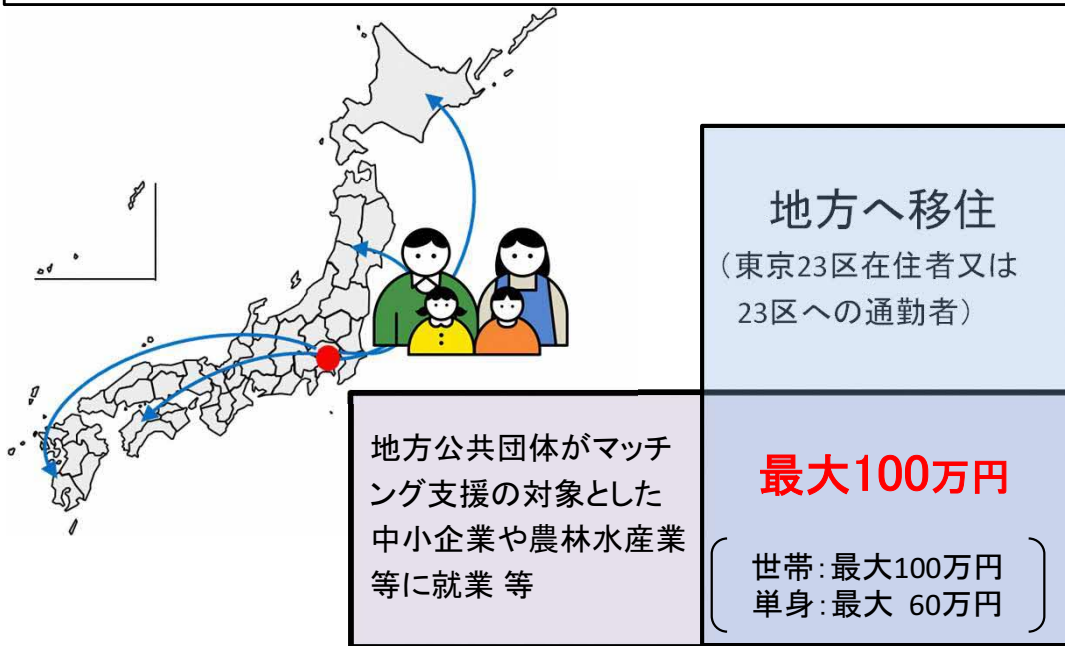 地方へ移住
（東京23区在住者又は
23区への通勤者）
地方公共団体がマッチ
ング支援の対象とした
中小企業や農林水産業
等に就業 等
最大100万円
世帯：最大100万円
単身：最大 60万円